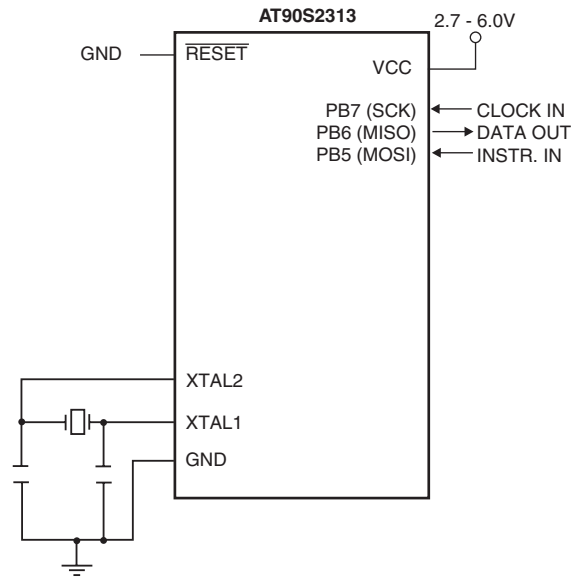 AT90S2313
2.7 - 6.0V
GND
RESET
VCC
PB7 (SCK)
CLOCK IN
PB6 (MISO)
DATA OUT
PB5 (MOSI)
INSTR. IN
XTAL2
XTAL1
GND